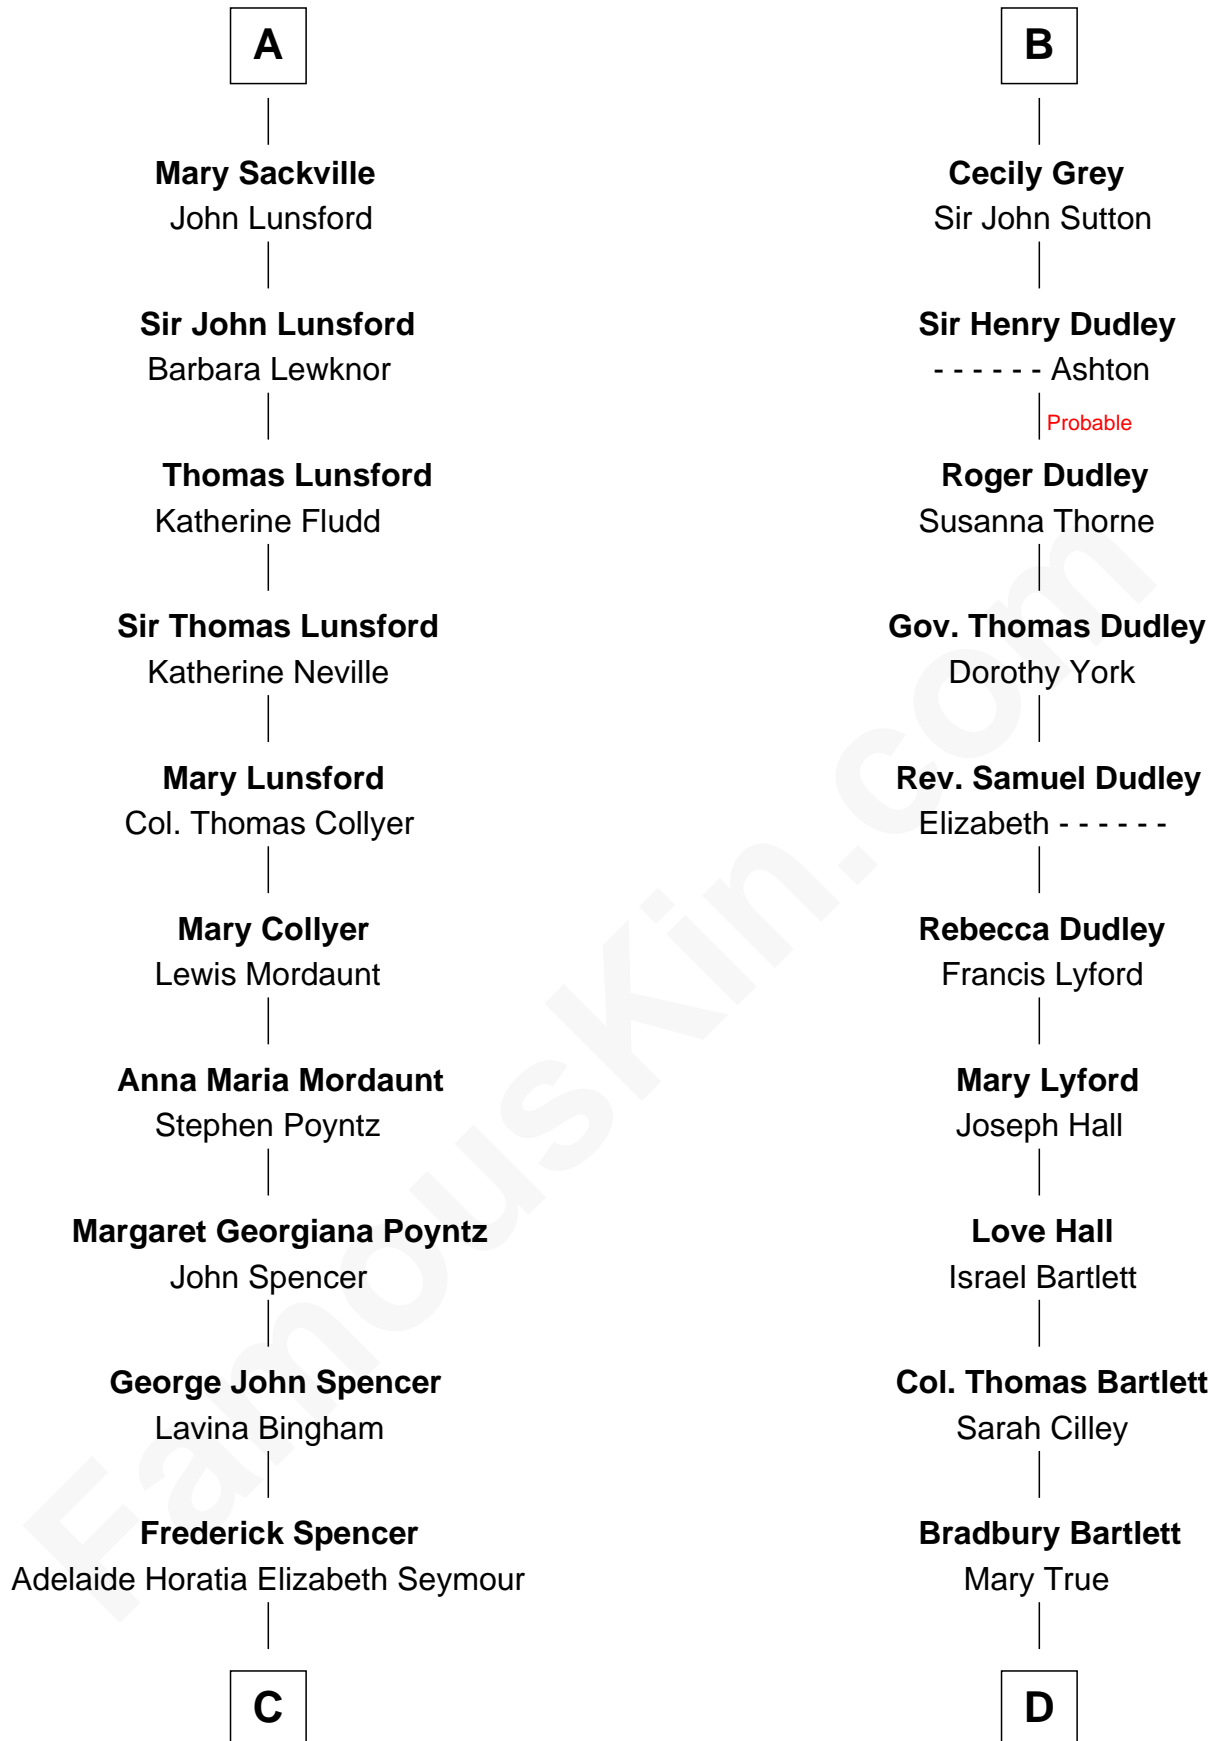 A
Mary Sackville
John Lunsford
Sir John Lunsford
Barbara Lewknor
Thomas Lunsford
Katherine Fludd
Sir Thomas Lunsford
Katherine Neville
Mary Lunsford
Col. Thomas Collyer
Mary Collyer
Lewis Mordaunt
Anna Maria Mordaunt
Stephen Poyntz
Margaret Georgiana Poyntz
John Spencer
George John Spencer
Lavina Bingham
Frederick Spencer
Adelaide Horatia Elizabeth Seymour
C
B
Cecily Grey
Sir John Sutton
Sir Henry Dudley
- - - - - - Ashton
Probable
Roger Dudley
Susanna Thorne
Gov. Thomas Dudley
Dorothy York
Rev. Samuel Dudley
Elizabeth - - - - - -
Rebecca Dudley
Francis Lyford
Mary Lyford
Joseph Hall
Love Hall
Israel Bartlett
Col. Thomas Bartlett
Sarah Cilley
Bradbury Bartlett
Mary True
D
FamousKin.com